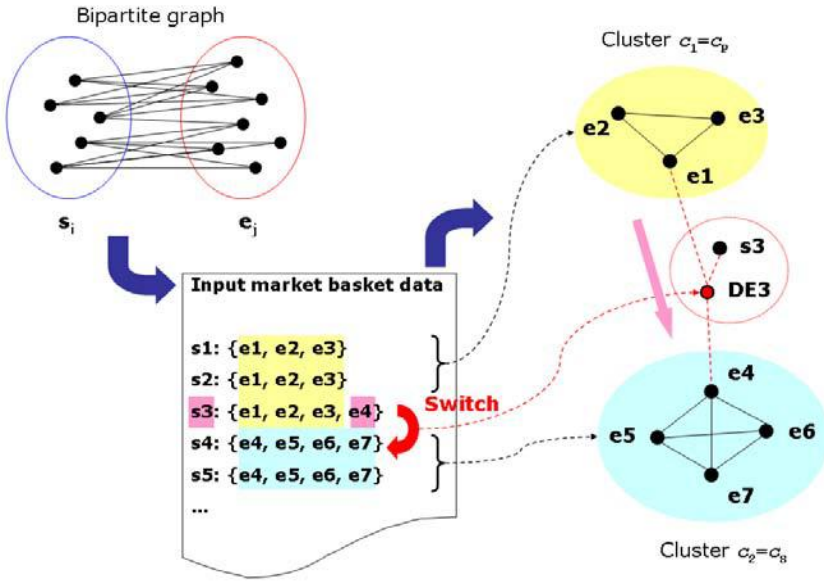 Bipartite graph
si
ej
Input market basket data
s1: {e1, e2, e3}
s2: {e1, e2, e3}
s3: {e1, e2, e3, e4}
s4: {e4, e5, e6, e7}
s5: {e4, e5, e6, e7}
...
Switch
Cluster c1=cP
e2
e3
e1
s3
DE3
e4
e5
e6
e7
Cluster c2=cS